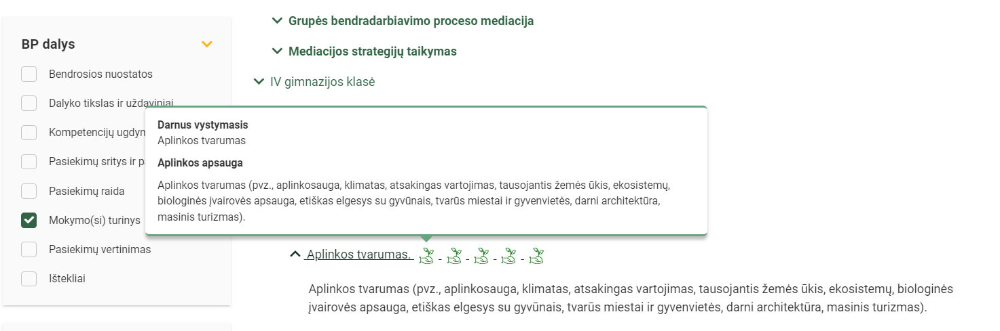 BP dalys
Bendrosios nuostatos
Dalyko tikslas ir uždaviniai
Kompetencijų ugdym
Pasiekimų sritys ir p
Pasiekimų raida
Mokymo(si) turinys
Pasiekimų vertinimas
Ištekliai
Grupės bendradarbiavimo proceso mediacija
Mediacijos strategijų taikymas
IV gimnazijos klasė
Darnus vystymasis
Aplinkos tvarumas
Aplinkos apsauga
Aplinkos tvarumas (pvz., aplinkosauga, klimatas, atsakingas vartojimas, tausojantis žemės ūkis, ekosistemų,
biologinės įvairovės apsauga, etiškas elgesys su gyvūnais, tvarūs miestai ir gyvenvietės, darni architektūra,
masinis turizmas).
Aplinkos tvarumas.
Aplinkos tvarumas (pvz., aplinkosauga, klimatas, atsakingas vartojimas, tausojantis žemės ūkis, ekosistemų, biologinės
įvairovės apsauga, etiškas elgesys su gyvūnais, tvarūs miestai ir gyvenvietės, darni architektūra, masinis turizmas).